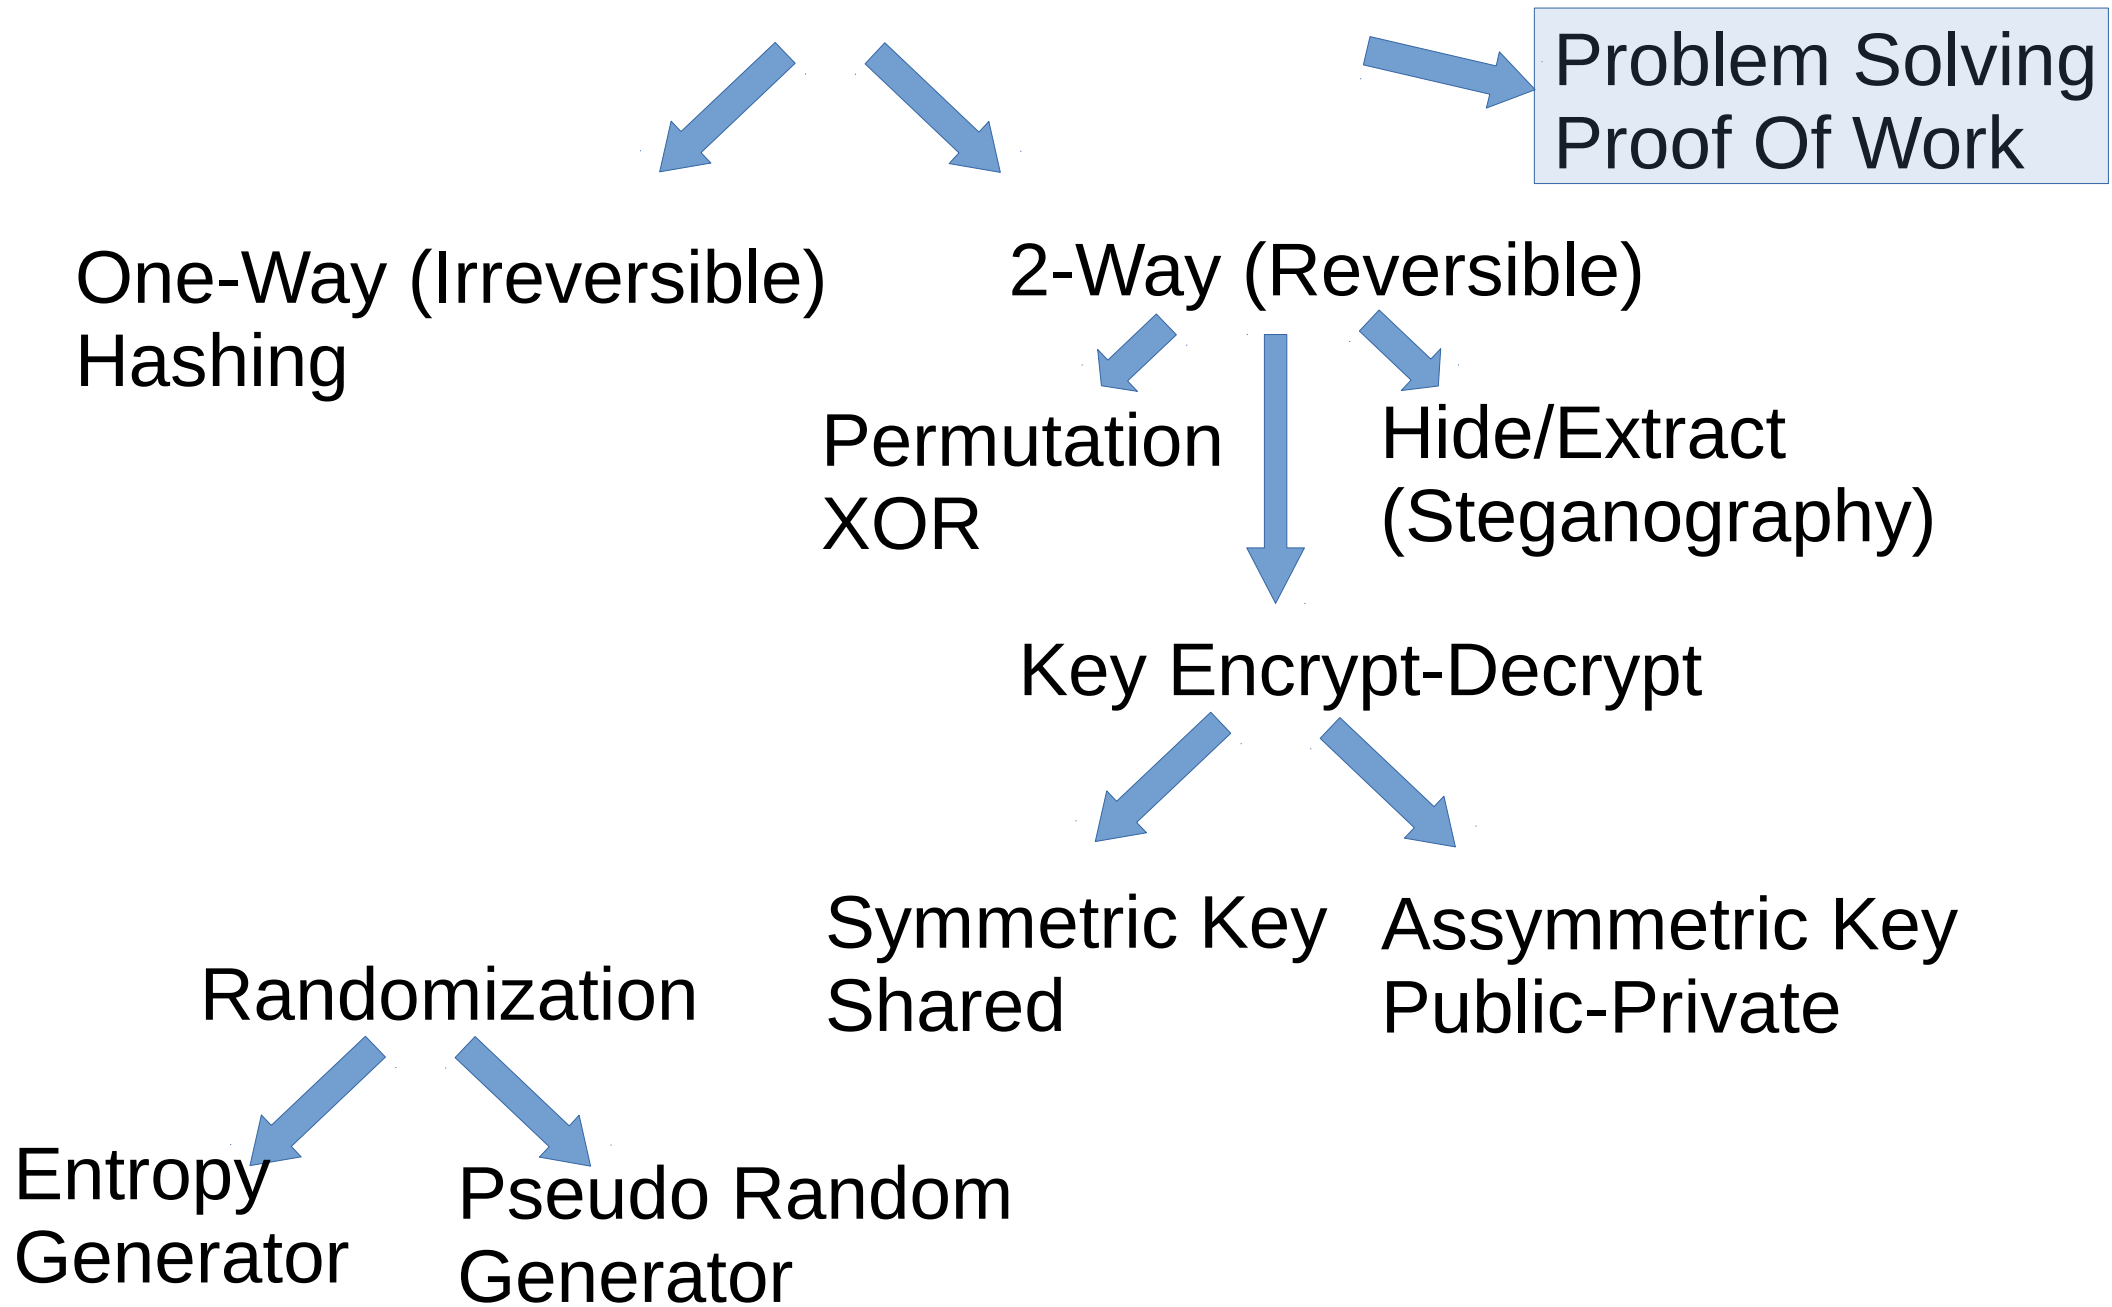 Problem Solving
Proof Of Work
One-Way (Irreversible)
Hashing
2-Way (Reversible)
Permutation
XOR
Hide/Extract
(Steganography)
Key Encrypt-Decrypt
Symmetric Key
Shared
Assymmetric Key
Public-Private
Randomization
Entropy
Generator
Pseudo Random
Generator